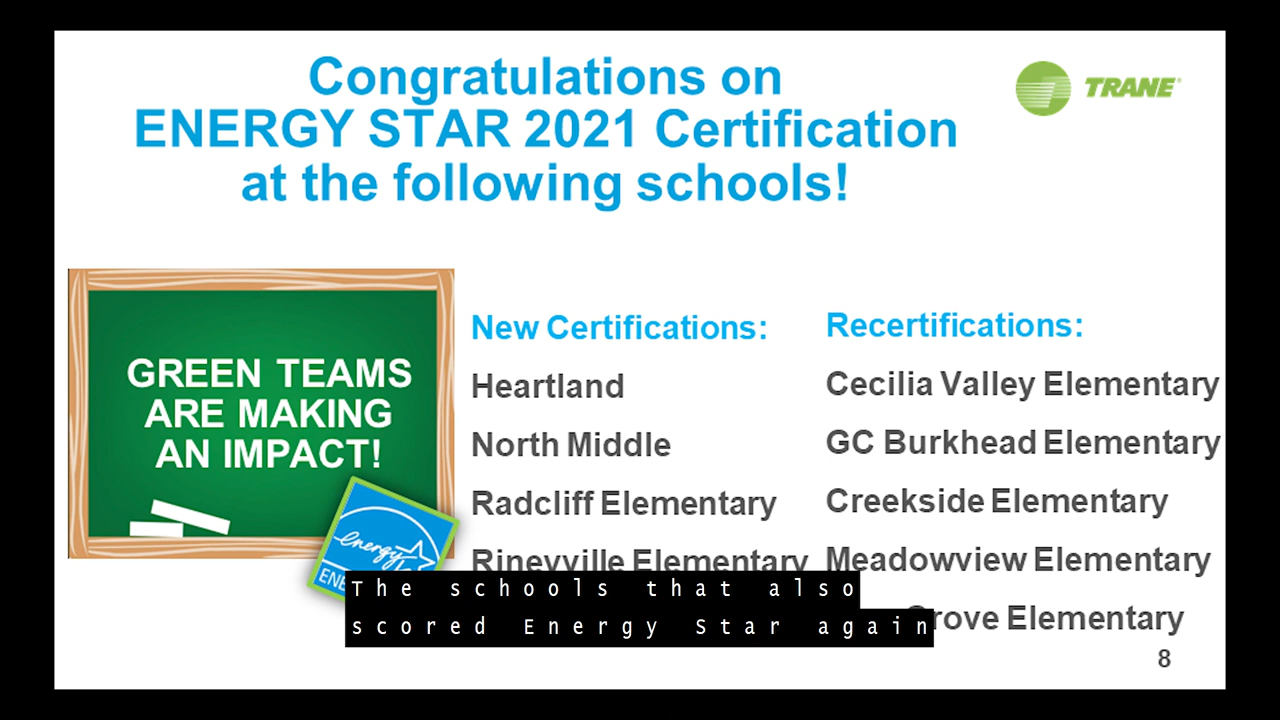 Congratulations on
ENERGY STAR 2021 Certification
at the following schools!
TRANE
GREEN TEAMS
ARE MAKING
AN IMPACT!
energy
New Certifications:
Heartland
North Middle
Radcliff Elementary
Rineyville Elementary
Recertifications:
Cecilia Valley Elementary
GC Burkhead Elementary
Creekside Elementary
Meadowview Elementary
Grove Elementary
The schools that also
scored Energy Star again
8